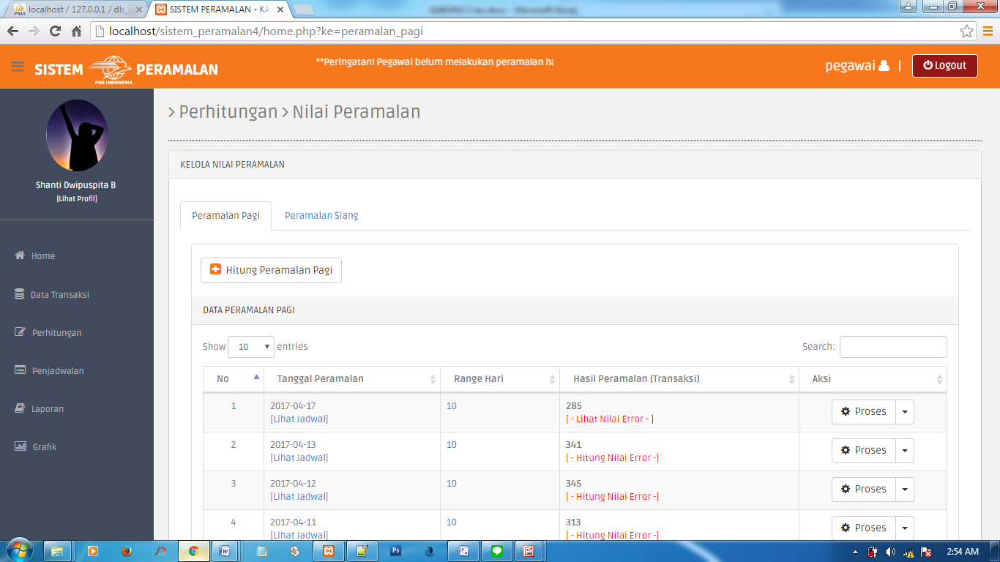 localhost / 127.0.0.1 / db_
SISTEM PERAMALAN - KA
localhost/sistem_peramalan4/home.php?ke=peramalan_pagi
SISTEM POS INDONESIA PERAMALAN
**Peringatan! Pegawai belum melakukan peramalan ha
pegawai | Logout
Shanti Dwipuspita B
[Lihat Profil]
Home
Data Transaksi
Perhitungan
Penjadwalan
Laporan
Grafik
> Perhitungan > Nilai Peramalan
KELOLA NILAI PERAMALAN
Peramalan Pagi Peramalan Siang
Hitung Peramalan Pagi
DATA PERAMALAN PAGI
Show 10 entries Search:
No Tanggal Peramalan Range Hari Hasil Peramalan (Transaksi) Aksi
1 2017-04-17 10 285 Proses
[Lihat Jadwal] [ - Lihat Nilai Error - ]
2 2017-04-13 10 341 Proses
[Lihat Jadwal] [ - Hitung Nilai Error -]
3 2017-04-12 10 345 Proses
[Lihat Jadwal] [ - Hitung Nilai Error -]
4 2017-04-11 10 313 Proses
[Lihat Jadwal] [ - Hitung Nilai Error -]
2:54 AM